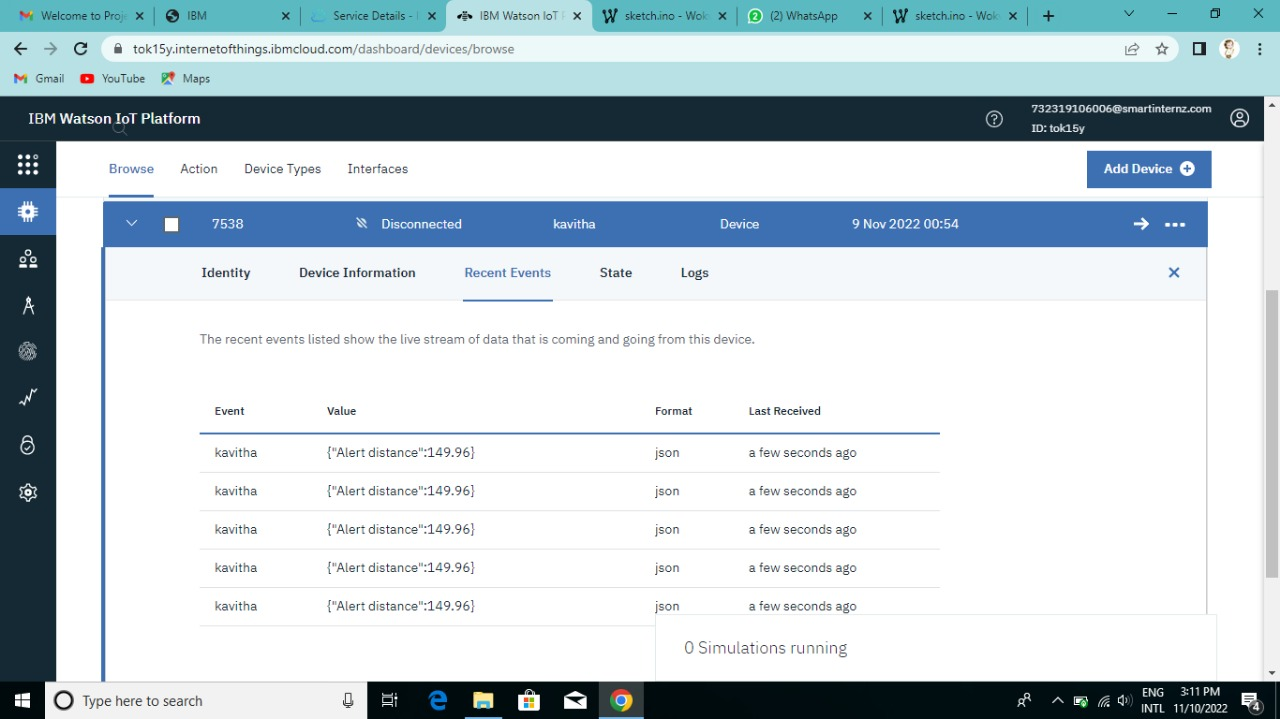 Welcome to Proje
IBM
Service Details -
IBM Watson IoT P
sketch.ino - Wok
(2) WhatsApp
sketch.ino - Wok
tok15y.internetofthings.ibmcloud.com/dashboard/devices/browse
Gmail
YouTube
Maps
IBM Watson IoT Platform
732319106006@smartinternz.com
ID: tok15y
Browse
Action
Device Types
Interfaces
Add Device
7538
Disconnected
kavitha
Device
9 Nov 2022 00:54
Identity
Device Information
Recent Events
State
Logs
The recent events listed show the live stream of data that is coming and going from this device.
Event Value Format Last Received
kavitha {"Alert distance":149.96} json a few seconds ago
kavitha {"Alert distance":149.96} json a few seconds ago
kavitha {"Alert distance":149.96} json a few seconds ago
kavitha {"Alert distance":149.96} json a few seconds ago
kavitha {"Alert distance":149.96} json a few seconds ago
0 Simulations running
Type here to search
ENG
INTL
3:11 PM
11/10/2022
4